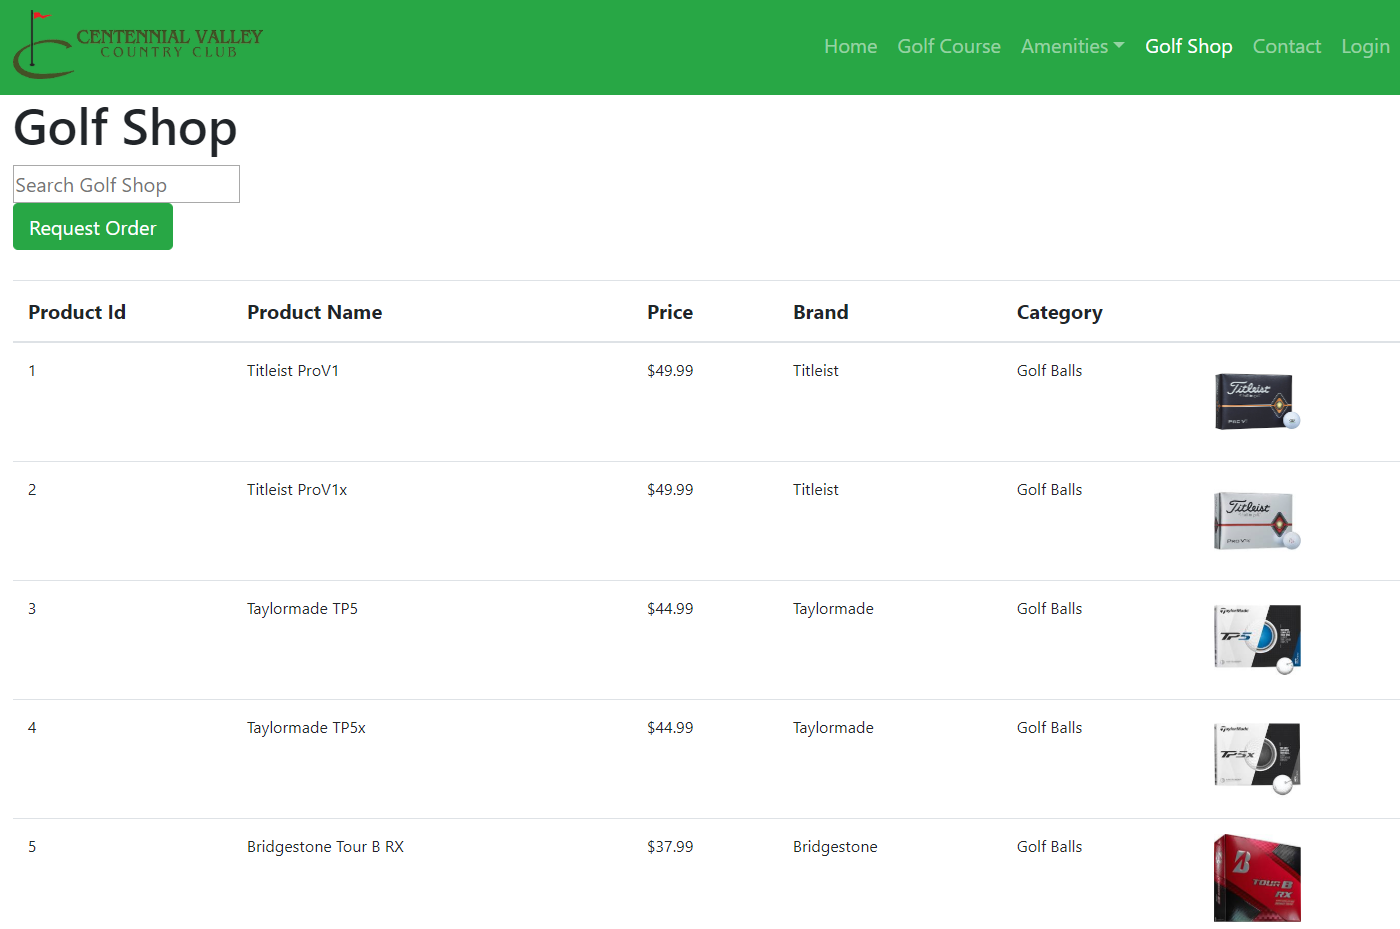 CENTENNIAL VALLEY
COUNTRY CLUB
Home Golf Course Amenities Golf Shop Contact Login
Golf Shop
Search Golf Shop
Request Order
Product Id Product Name Price Brand Category
1 Titleist ProV1 $49.99 Titleist Golf Balls
Titleist
PRO V1
2 Titleist ProV1x $49.99 Titleist Golf Balls
Titleist
PRO V1x
3 Taylormade TP5 $44.99 Taylormade Golf Balls
TaylorMade
TP5
4 Taylormade TP5x $44.99 Taylormade Golf Balls
TaylorMade
TP5x
5 Bridgestone Tour B RX $37.99 Bridgestone Golf Balls
B
TOUR B
RX